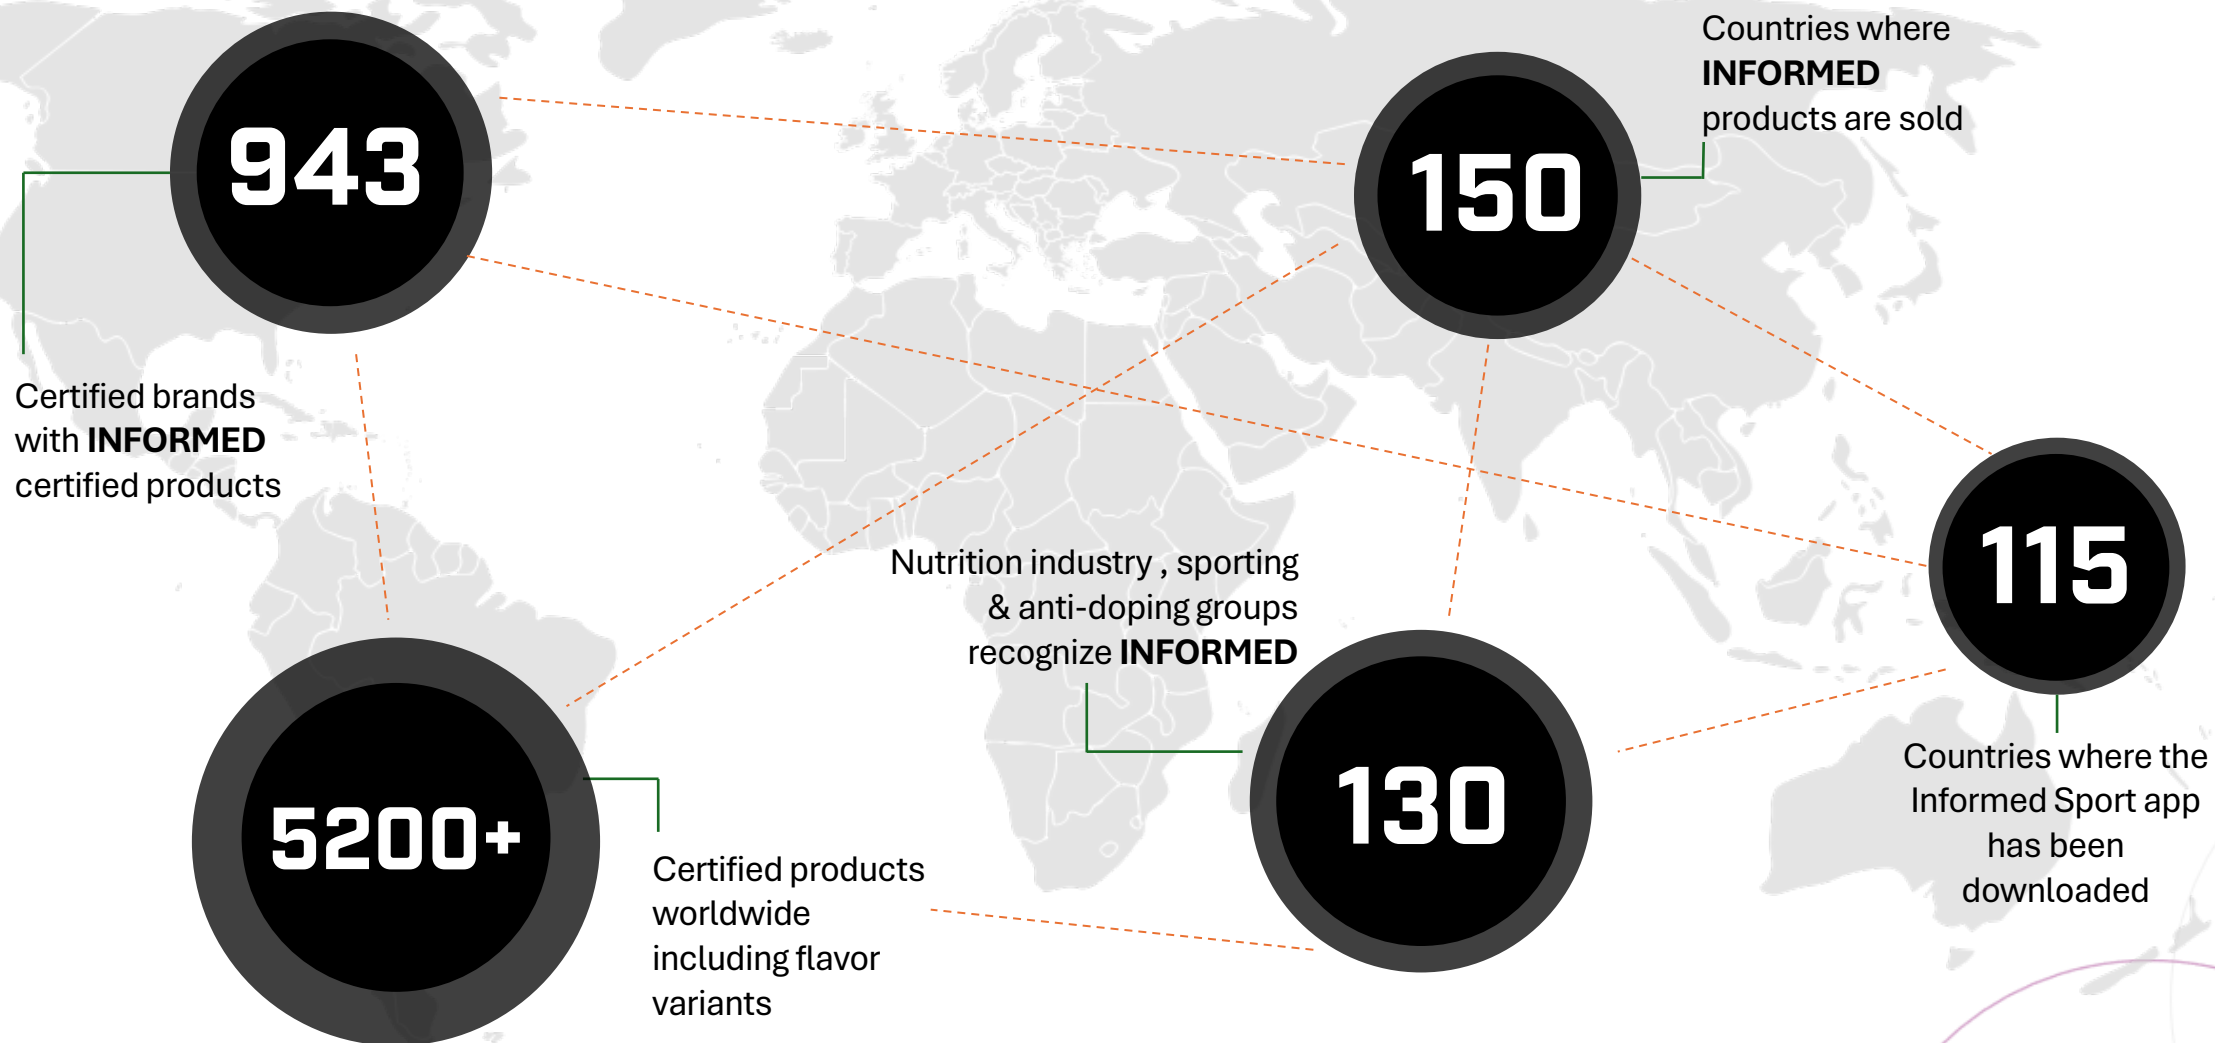 943
Certified brands
with INFORMED
certified products
150
Countries where
INFORMED
products are sold
115
Countries where the
Informed Sport app
has been
downloaded
Nutrition industry , sporting
& anti-doping groups
recognize INFORMED
130
5200+
Certified products
worldwide
including flavor
variants